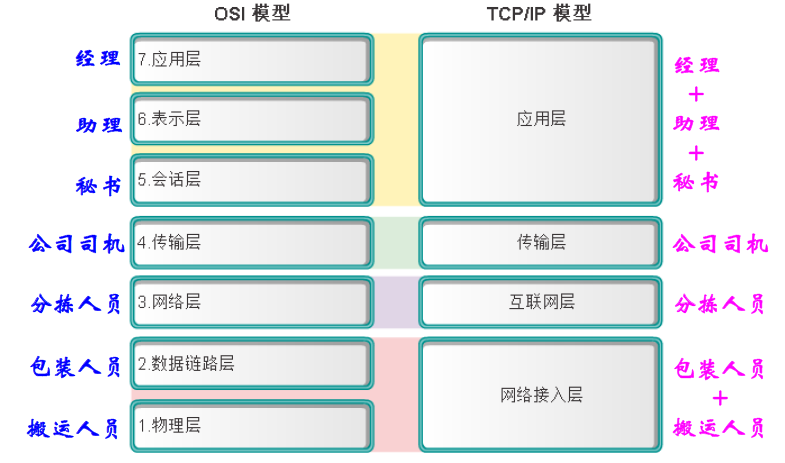 OSI 模型 TCP/IP 模型
经理 7.应用层 经理
+
助理 6.表示层 应用层 助理
+
秘书 5.会话层 秘书
公司司机 4.传输层 传输层 公司司机
分拣人员 3.网络层 互联网层 分拣人员
包装人员 2.数据链路层 包装人员
网络接入层 +
搬运人员 1.物理层 搬运人员